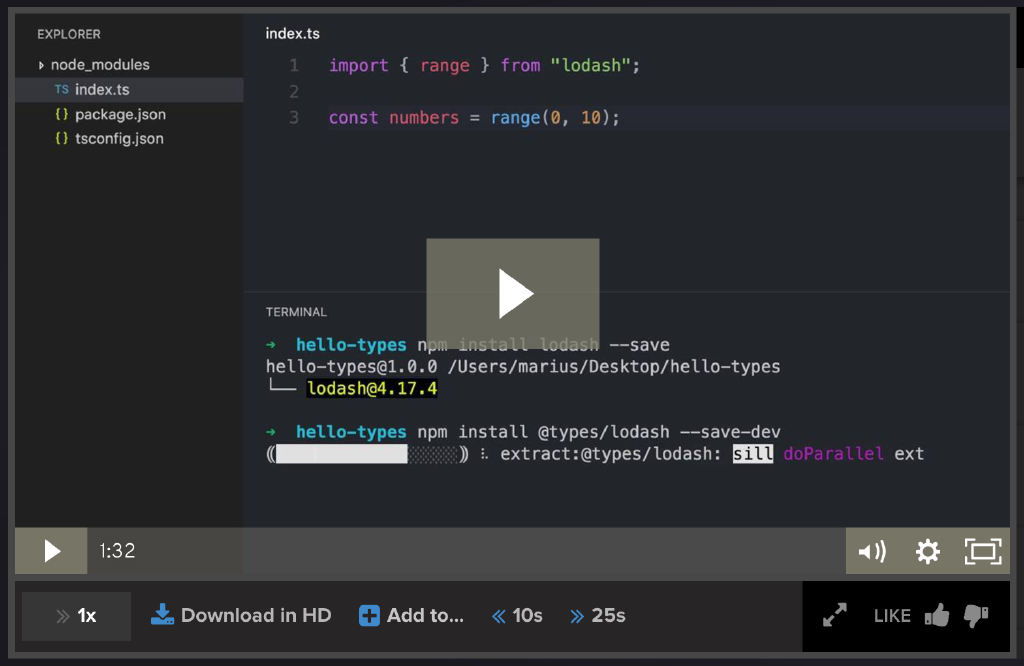 EXPLORER
node_modules
TS index.ts
{} package.json
{} tsconfig.json
index.ts
1 import { range } from "lodash";
2
3 const numbers = range(0, 10);
TERMINAL
➜ hello-types npm install lodash --save
hello-types@1.0.0 /Users/marius/Desktop/hello-types
└── lodash@4.17.4
➜ hello-types npm install @types/lodash --save-dev
((██████░░░)) ⠧ extract:@types/lodash: sill doParallel ext
1:32
1x
Download in HD
Add to...
10s
25s
LIKE